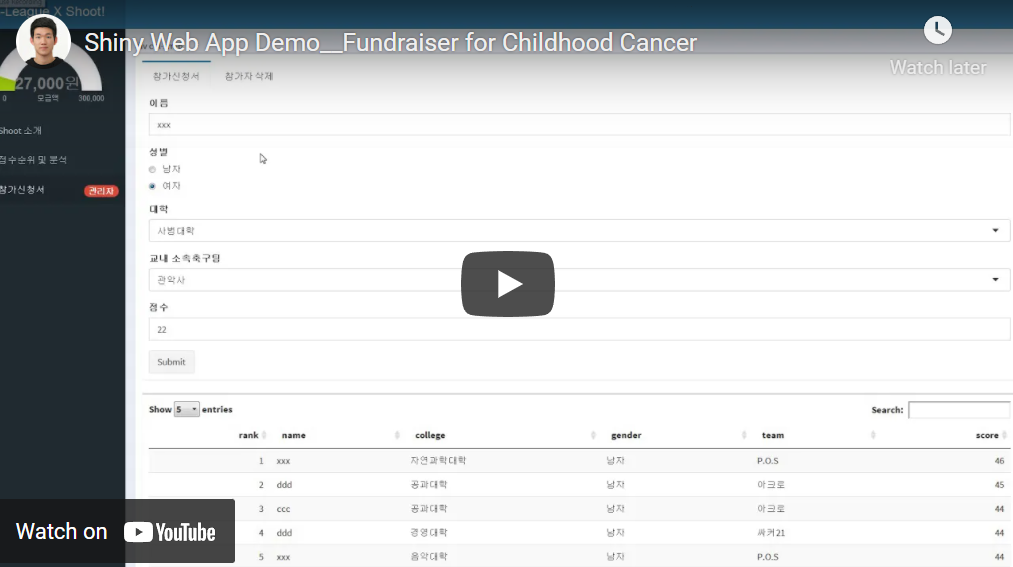 -League X Shoot!
Shiny Web App Demo__Fundraiser for Childhood Cancer
Watch later
27,000원
0 모금액 300,000
Shoot 소개
점수순위 및 분석
참가신청서 관리자
참가신청서 참가자 삭제
이름
xxx
성별
남자
여자
대학
사범대학
교내 소속축구팀
관악사
점수
22
Submit
Show 5 entries Search:
rank name college gender team score
1 xxx 자연과학대학 남자 P.O.S 46
2 ddd 공과대학 남자 아크로 45
3 ccc 공과대학 남자 아크로 44
4 ddd 경영대학 남자 싸커21 44
5 xxx 음악대학 남자 P.O.S 44
Watch on YouTube